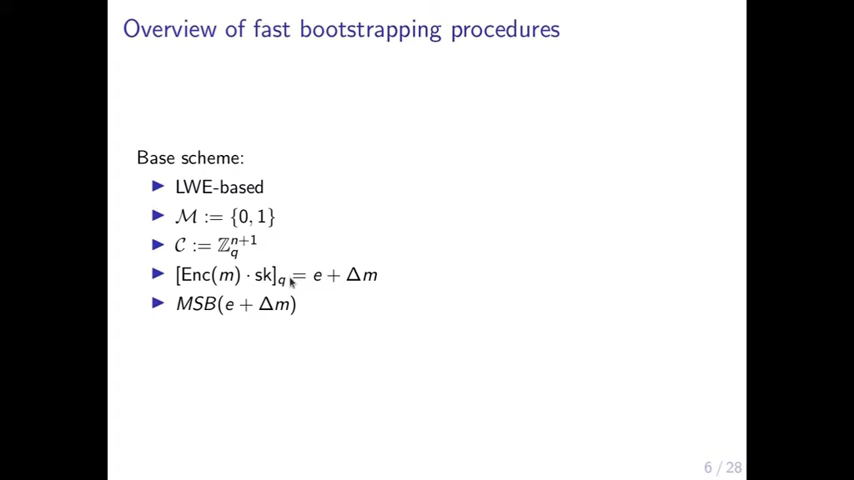 Overview of fast bootstrapping procedures
Base scheme:
▶ LWE-based
▶ ℳ := {0, 1}
▶ 𝒞 := ℤ_q^{n+1}
▶ [Enc(m) · sk]_q = e + Δm
▶ MSB(e + Δm)
6 / 28